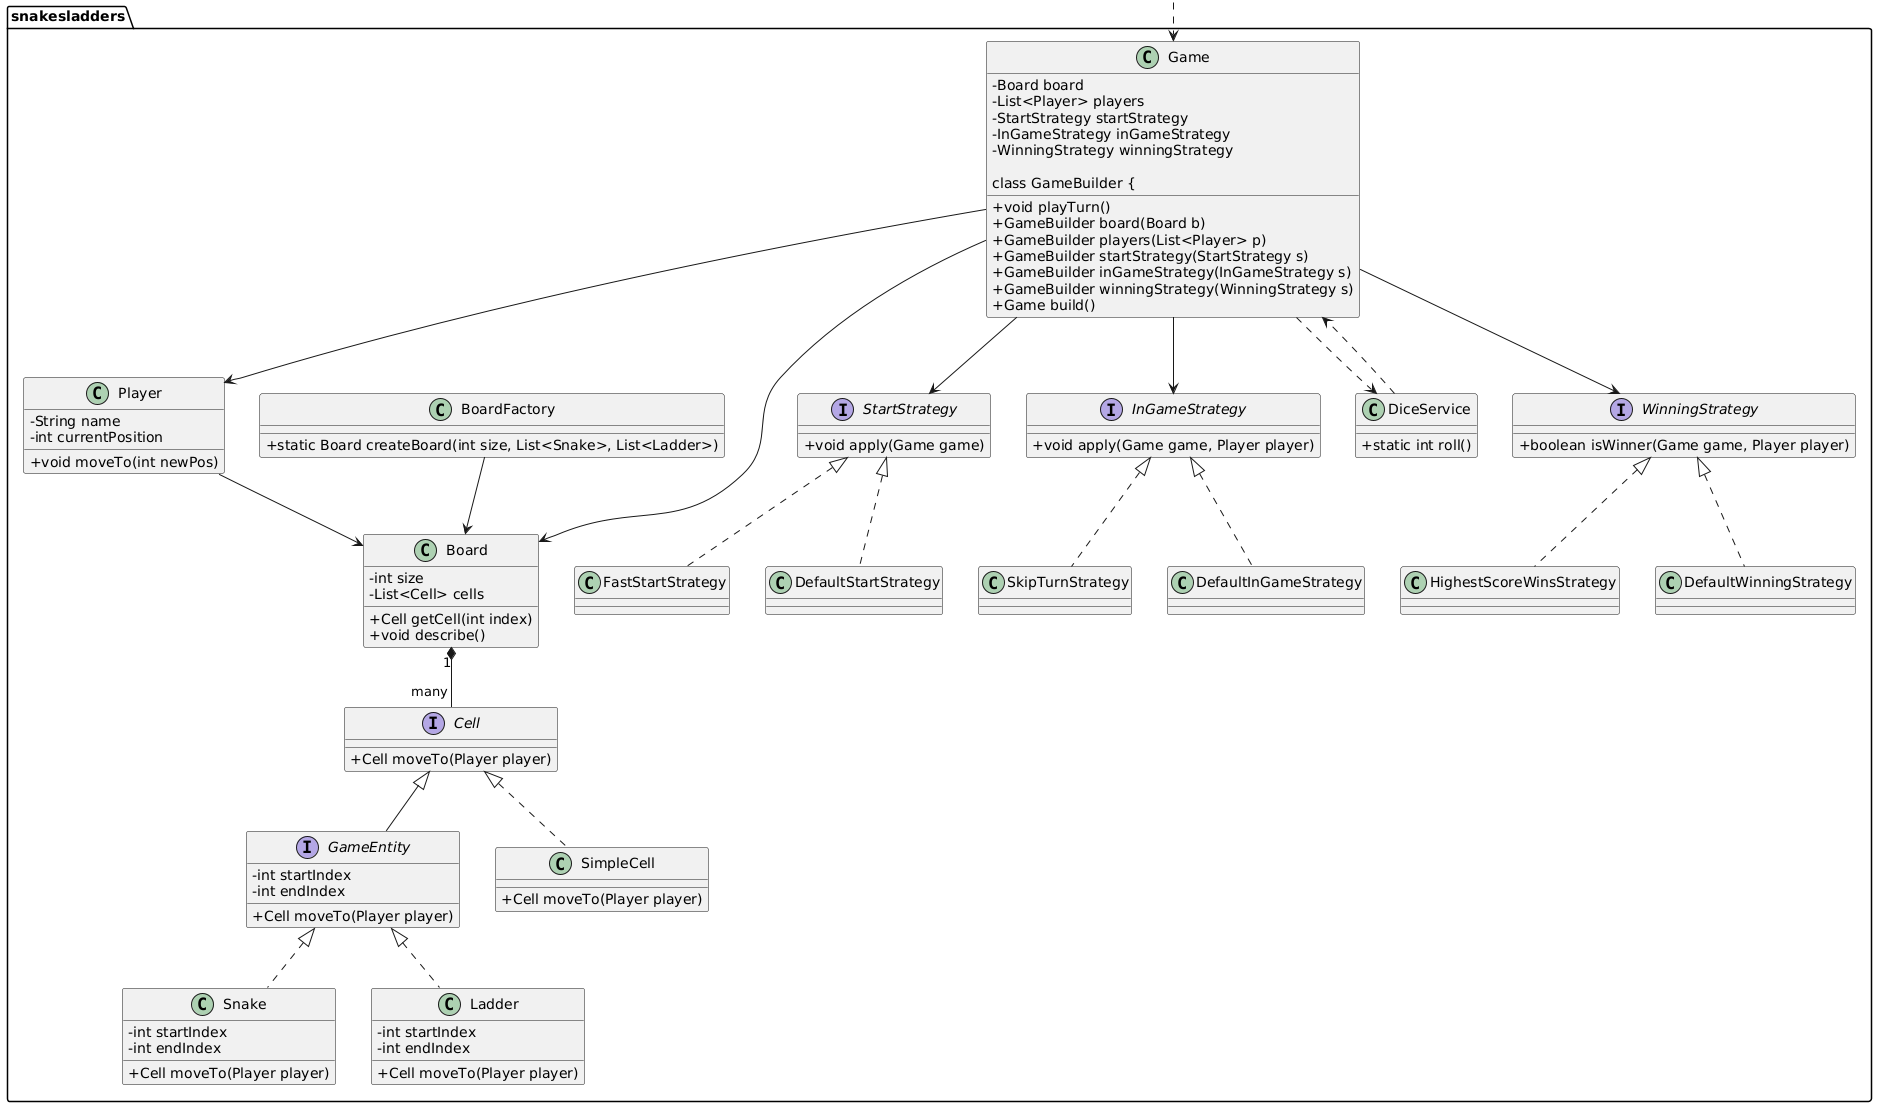 snakesladders
Game
-Board board
-List<Player> players
-StartStrategy startStrategy
-InGameStrategy inGameStrategy
-WinningStrategy winningStrategy
class GameBuilder {
+void playTurn()
+GameBuilder board(Board b)
+GameBuilder players(List<Player> p)
+GameBuilder startStrategy(StartStrategy s)
+GameBuilder inGameStrategy(InGameStrategy s)
+GameBuilder winningStrategy(WinningStrategy s)
+Game build()
Player
-String name
-int currentPosition
+void moveTo(int newPos)
BoardFactory
+static Board createBoard(int size, List<Snake>, List<Ladder>)
StartStrategy
+void apply(Game game)
InGameStrategy
+void apply(Game game, Player player)
DiceService
+static int roll()
WinningStrategy
+boolean isWinner(Game game, Player player)
Board
-int size
-List<Cell> cells
+Cell getCell(int index)
+void describe()
FastStartStrategy
DefaultStartStrategy
SkipTurnStrategy
DefaultInGameStrategy
HighestScoreWinsStrategy
DefaultWinningStrategy
1
many
Cell
+Cell moveTo(Player player)
GameEntity
-int startIndex
-int endIndex
+Cell moveTo(Player player)
SimpleCell
+Cell moveTo(Player player)
Snake
-int startIndex
-int endIndex
+Cell moveTo(Player player)
Ladder
-int startIndex
-int endIndex
+Cell moveTo(Player player)